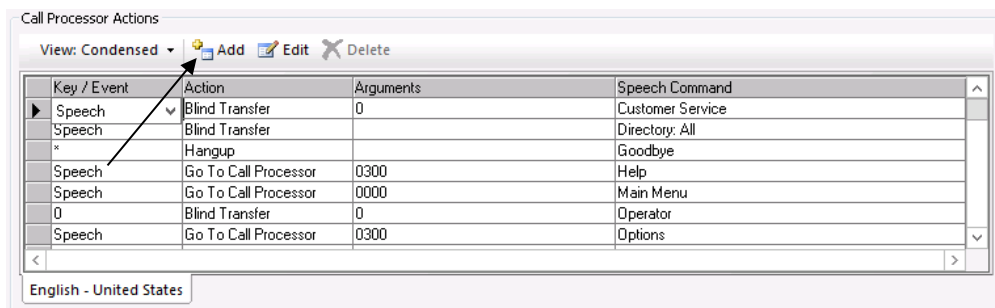 Call Processor Actions
View: Condensed Add Edit Delete
Key / Event Action Arguments Speech Command
Speech Blind Transfer 0 Customer Service
Speech Blind Transfer Directory: All
* Hangup Goodbye
Speech Go To Call Processor 0300 Help
Speech Go To Call Processor 0000 Main Menu
0 Blind Transfer 0 Operator
Speech Go To Call Processor 0300 Options
English - United States